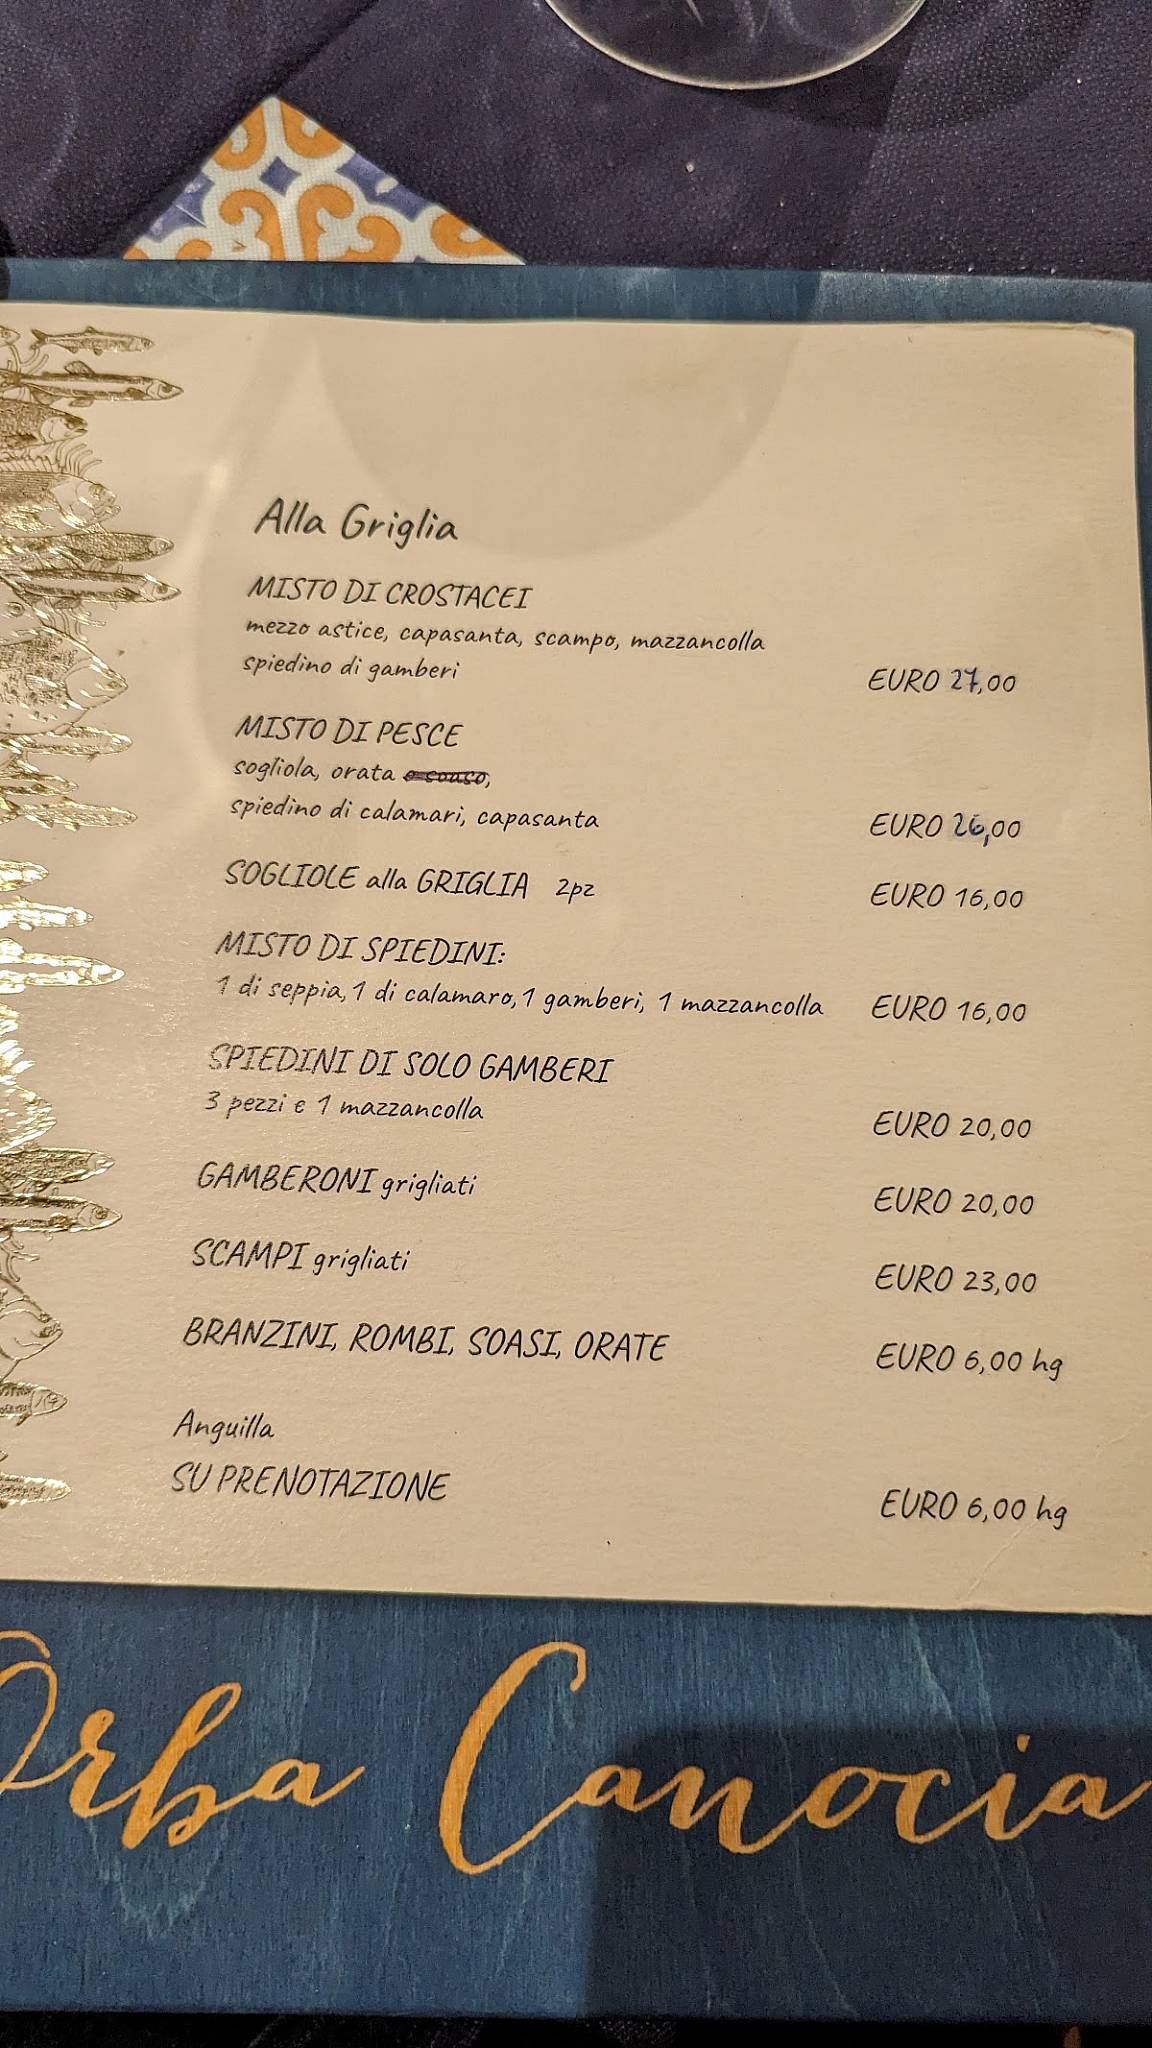 Alla Griglia
MISTO DI CROSTACEI
mezzo astice, capasanta, scampo, mazzancolla
spiedino di gamberi EURO 27,00
MISTO DI PESCE
sogliola, orata o soaso,
spiedino di calamari, capasanta EURO 26,00
SOGLIOLE alla GRIGLIA 2pz EURO 16,00
MISTO DI SPIEDINI:
1 di seppia, 1 di calamaro, 1 gamberi, 1 mazzancolla EURO 16,00
SPIEDINI DI SOLO GAMBERI
3 pezzi e 1 mazzancolla EURO 20,00
GAMBERONI grigliati EURO 20,00
SCAMPI grigliati EURO 23,00
BRANZINI, ROMBI, SOASI, ORATE EURO 6,00 hg
Anguilla
SU PRENOTAZIONE EURO 6,00 hg
Orba Canocia